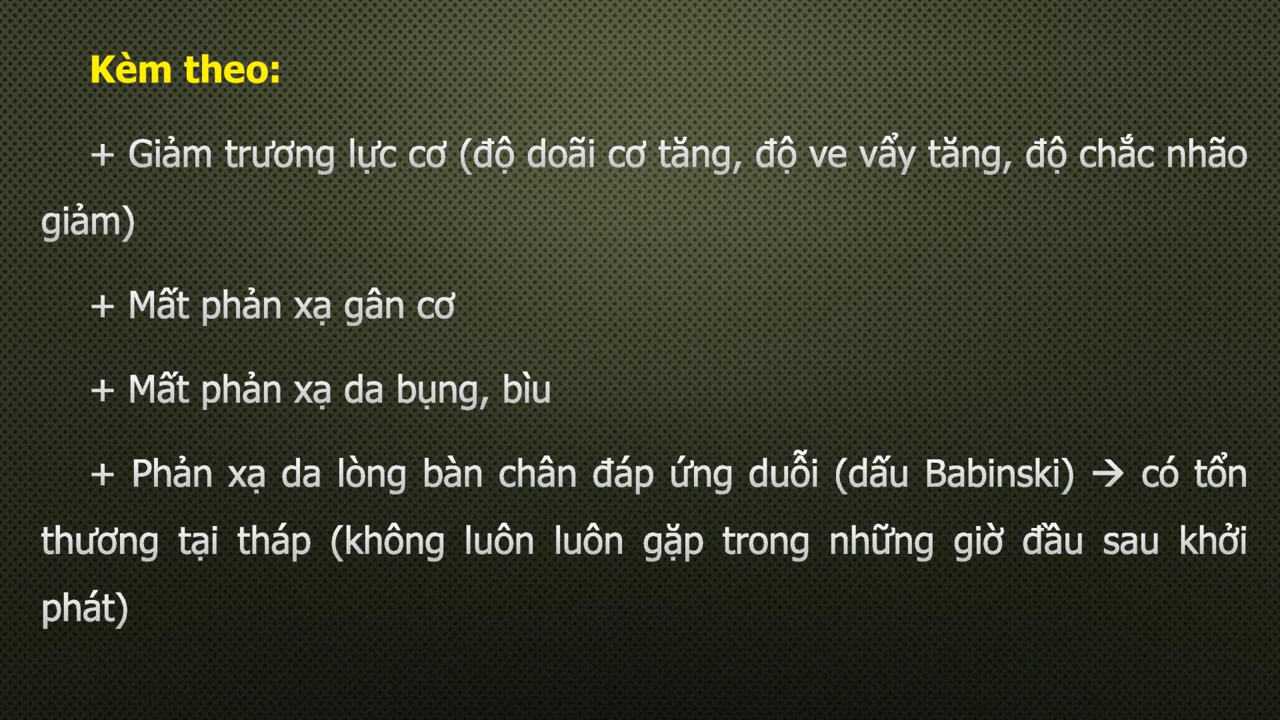 Kèm theo:
+ Giảm trương lực cơ (độ doãi cơ tăng, độ ve vẩy tăng, độ chắc nhão
giảm)
+ Mất phản xạ gân cơ
+ Mất phản xạ da bụng, bìu
+ Phản xạ da lòng bàn chân đáp ứng duỗi (dấu Babinski) → có tổn
thương tại tháp (không luôn luôn gặp trong những giờ đầu sau khởi
phát)